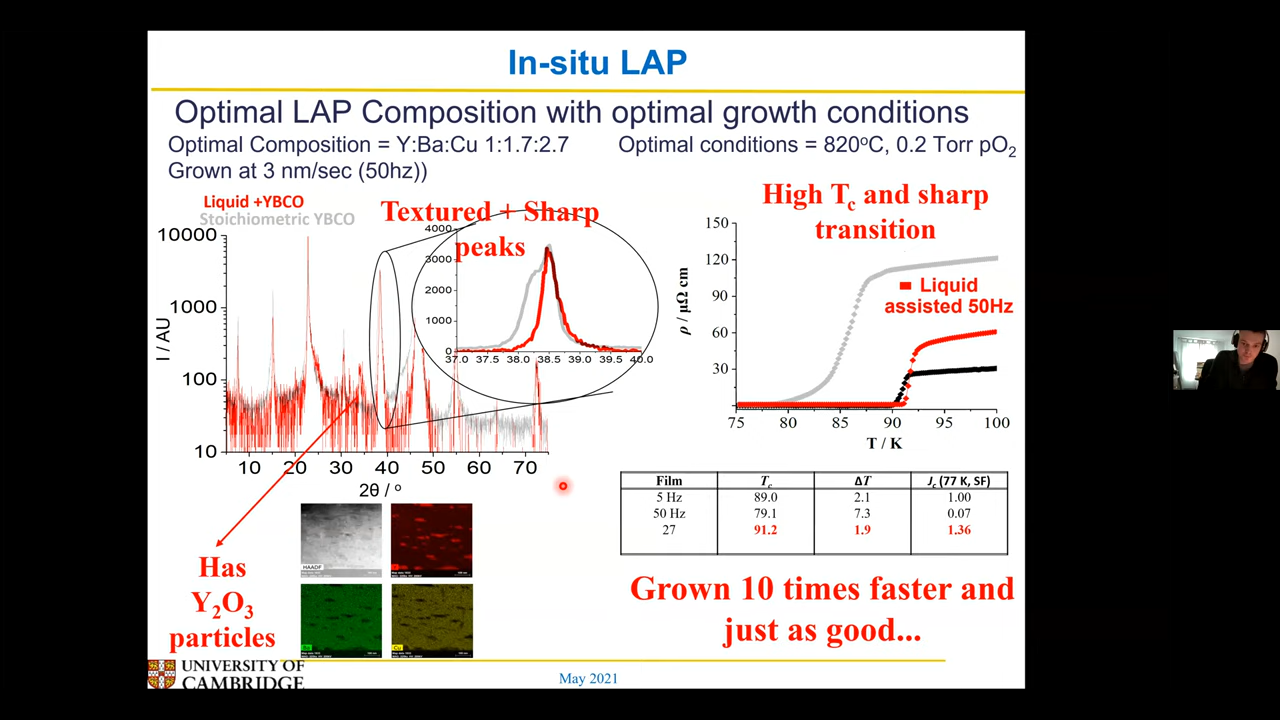 In-situ LAP
Optimal LAP Composition with optimal growth conditions
Optimal Composition = Y:Ba:Cu 1:1.7:2.7
Grown at 3 nm/sec (50hz))
Optimal conditions = 820°C, 0.2 Torr pO₂
Liquid +YBCO
Stoichiometric YBCO
Textured + Sharp
peaks
10000
1000
100
10
I / AU
10 20 30 40 50 60 70
2θ / °
4000
3000
2000
1000
0
37.0 37.5 38.0 38.5 39.0 39.5 40.0
High Tc and sharp
transition
150
120
90
60
30
ρ / μΩ cm
75 80 85 90 95 100
T / K
Liquid
assisted 50Hz
Film Tc ΔT Jc (77 K, SF)
5 Hz 89.0 2.1 1.00
50 Hz 79.1 7.3 0.07
27 91.2 1.9 1.36
HAADF
Cu
Has
Y₂O₃
particles
Grown 10 times faster and
just as good...
UNIVERSITY OF
CAMBRIDGE
May 2021